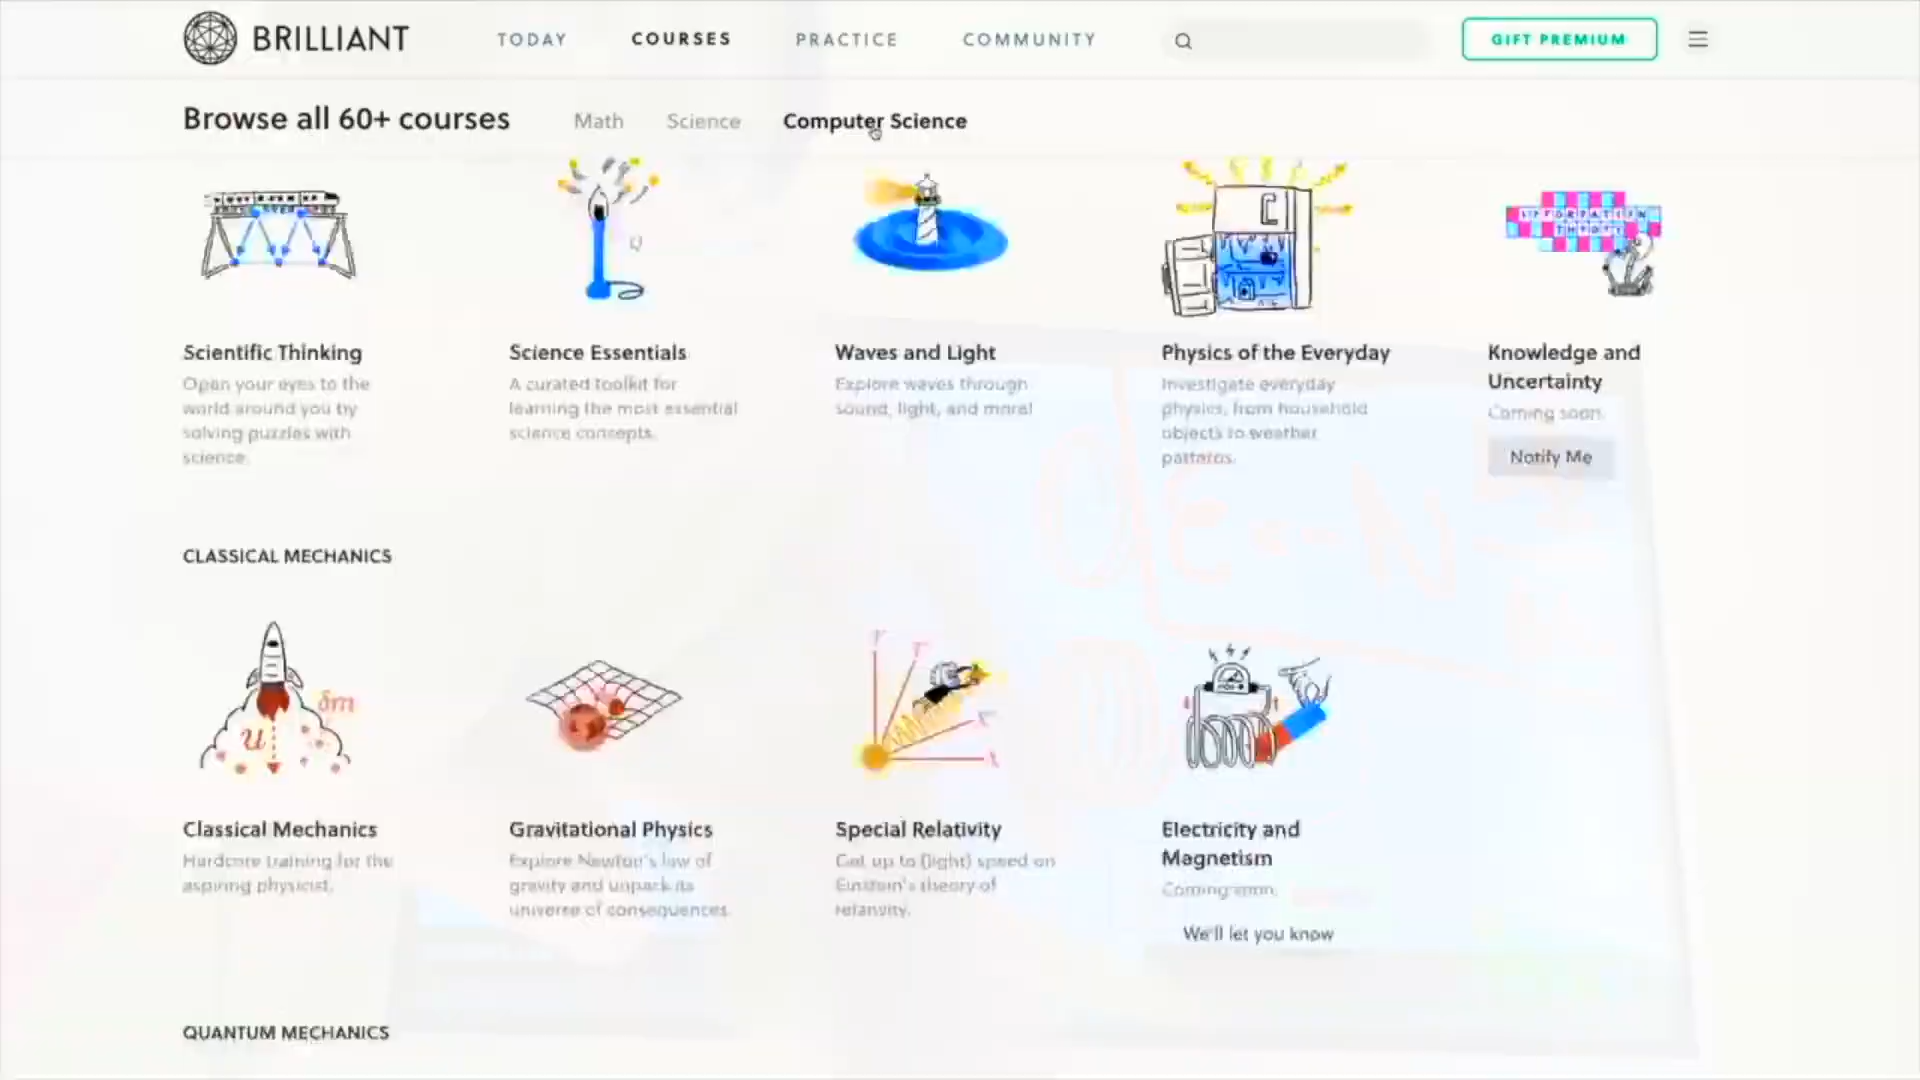 BRILLIANT
TODAY
COURSES
PRACTICE
COMMUNITY
GIFT PREMIUM
Browse all 60+ courses
Math
Science
Computer Science
INFORMATION
THEORY
Scientific Thinking
Open your eyes to the
world around you by
solving puzzles with
science.
Science Essentials
A curated toolkit for
learning the most essential
science concepts.
Waves and Light
Explore waves through
sound, light, and more!
Physics of the Everyday
Investigate everyday
physics, from household
objects to weather
patterns.
Knowledge and
Uncertainty
Coming soon.
Notify Me
CLASSICAL MECHANICS
δm
u
Classical Mechanics
Hardcore training for the
aspiring physicist.
Gravitational Physics
Explore Newton's law of
gravity and unpack its
universe of consequences.
Special Relativity
Get up to (light) speed on
Einstein's theory of
relativity.
Electricity and
Magnetism
Coming soon.
We'll let you know
QUANTUM MECHANICS